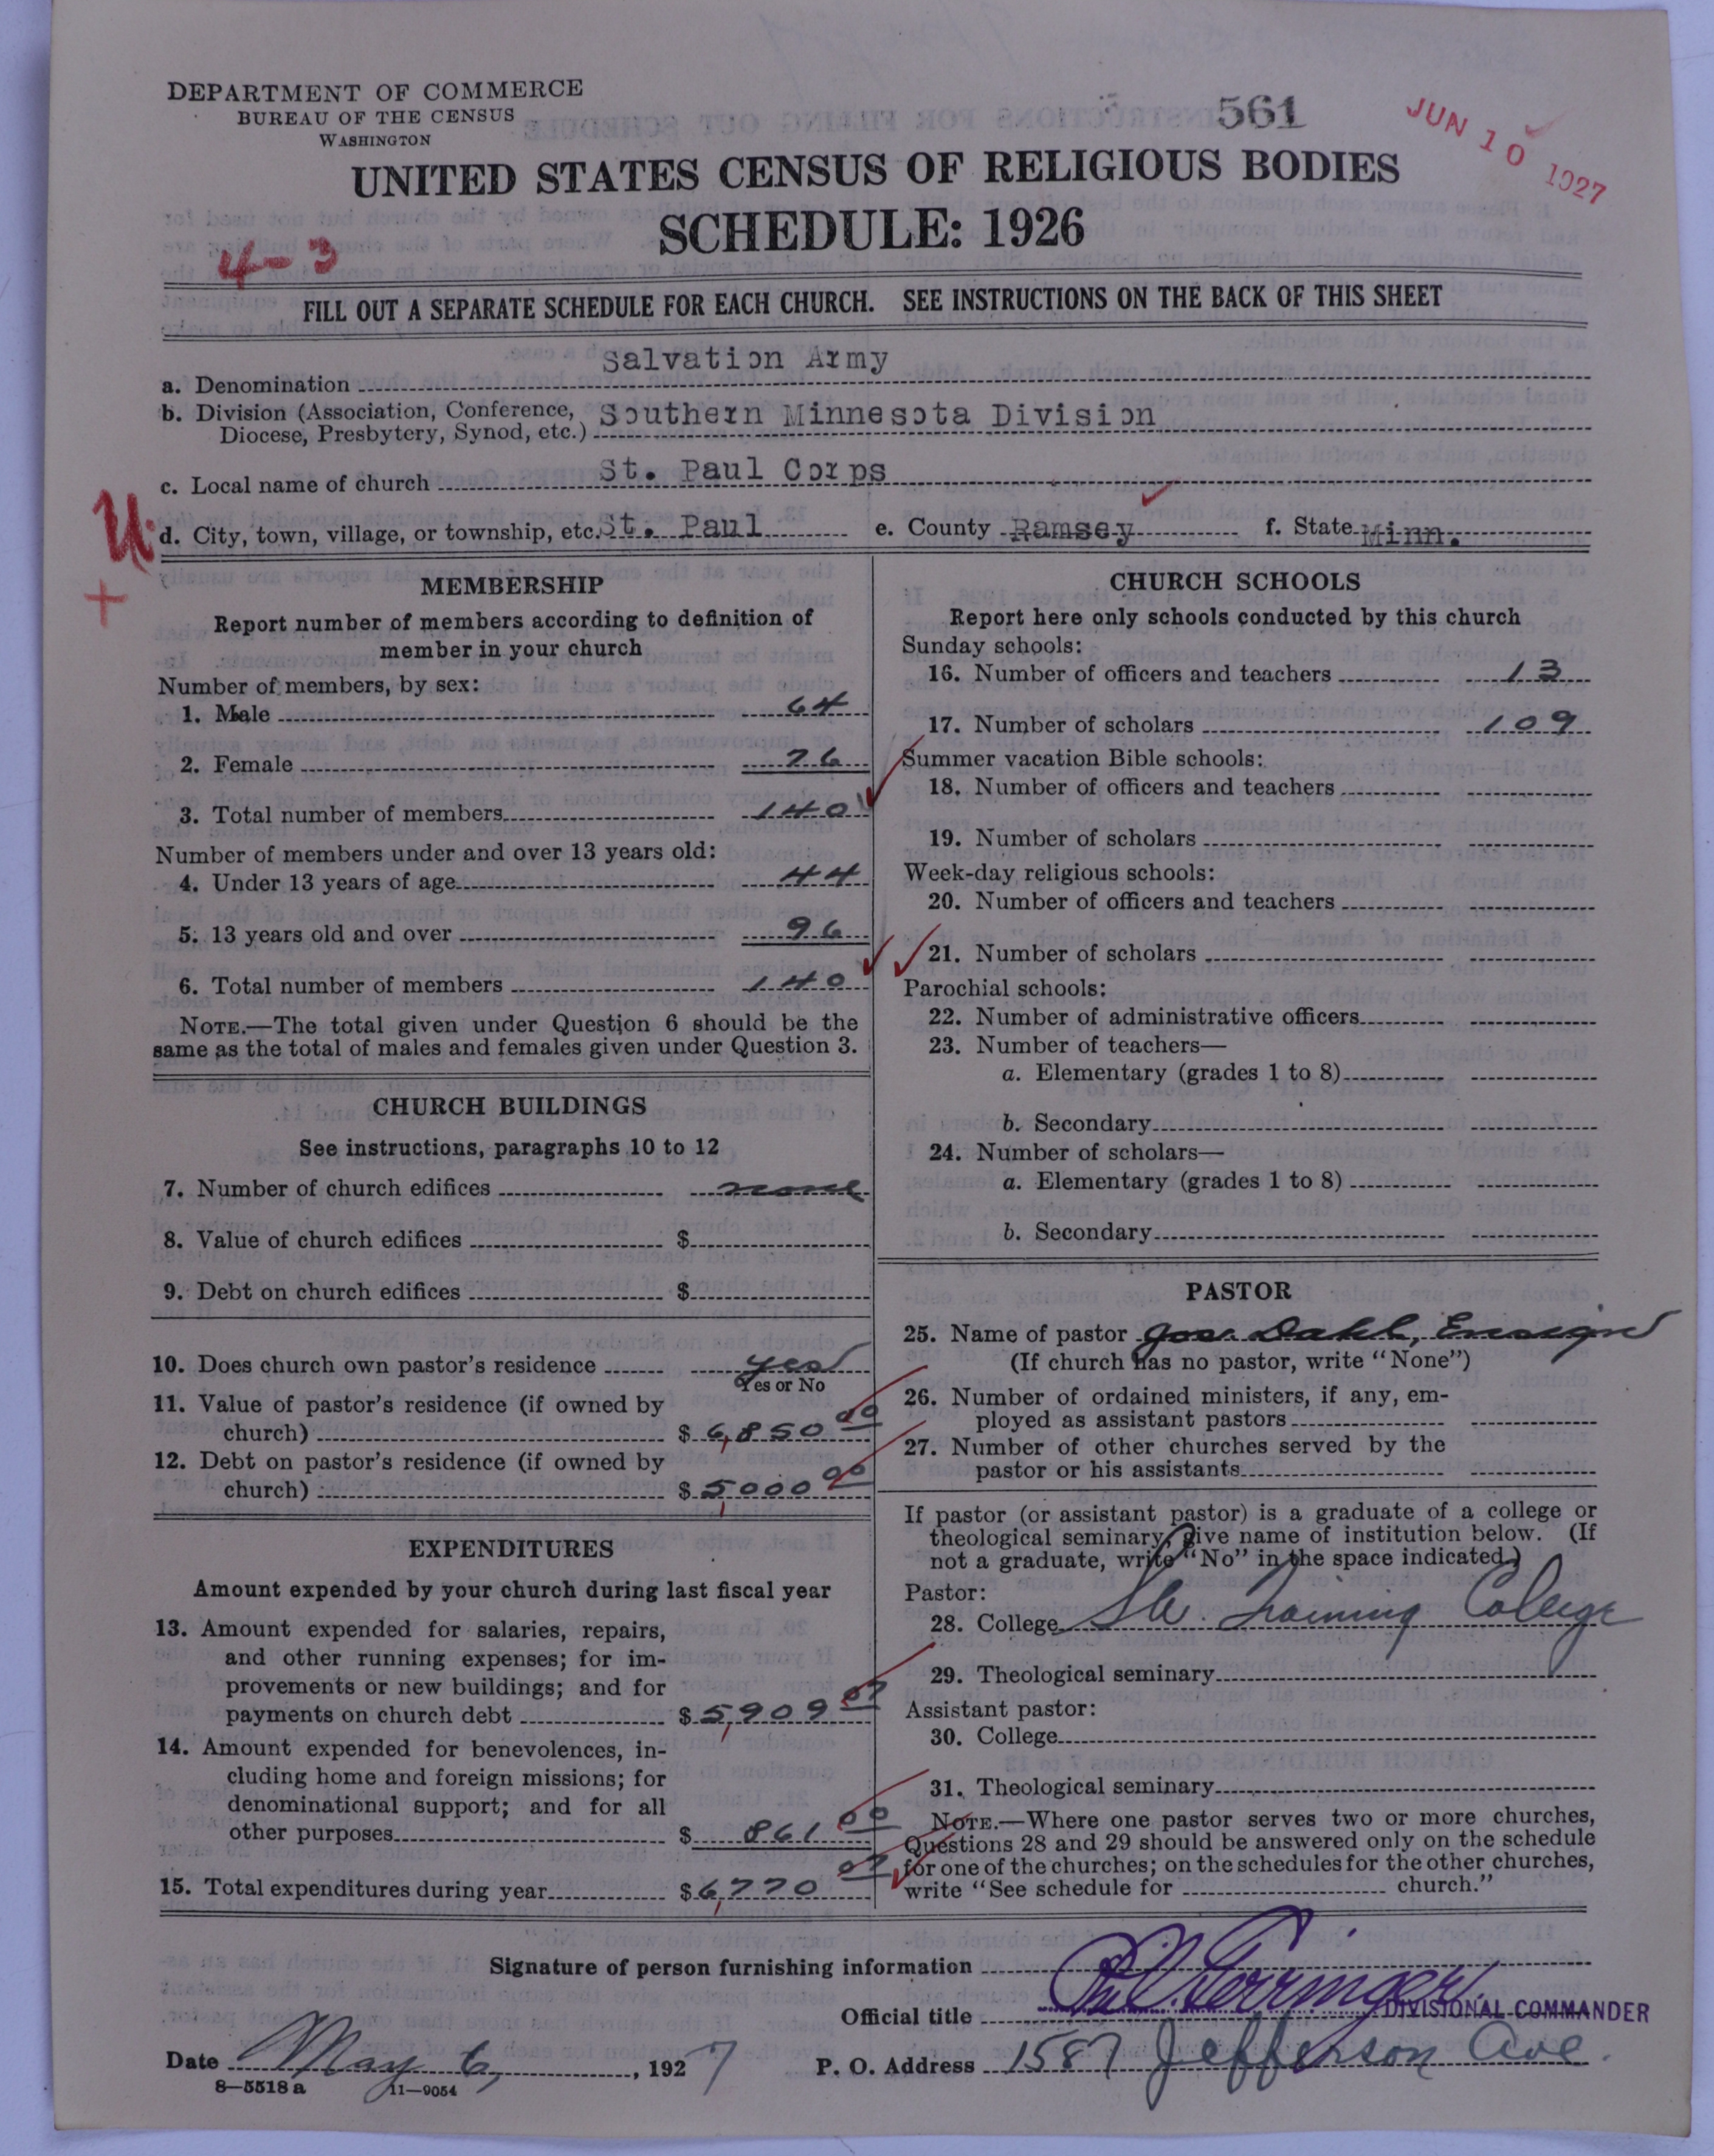 DEPARTMENT OF COMMERCE
BUREAU OF THE CENSUS
WASHINGTON
561
JUN 10 1927
UNITED STATES CENSUS OF RELIGIOUS BODIES
SCHEDULE: 1926
4-3
FILL OUT A SEPARATE SCHEDULE FOR EACH CHURCH. SEE INSTRUCTIONS ON THE BACK OF THIS SHEET
a. Denomination Salvation Army
b. Division (Association, Conference, Diocese, Presbytery, Synod, etc.) Southern Minnesota Division
c. Local name of church St. Paul Corps
U.
+
d. City, town, village, or township, etc. St. Paul e. County Ramsey f. State Minn.
MEMBERSHIP
Report number of members according to definition of
member in your church
Number of members, by sex:
1. Male 64
2. Female 76
3. Total number of members 140
Number of members under and over 13 years old:
4. Under 13 years of age 44
5. 13 years old and over 96
6. Total number of members 140
NOTE.—The total given under Question 6 should be the
same as the total of males and females given under Question 3.
CHURCH BUILDINGS
See instructions, paragraphs 10 to 12
7. Number of church edifices none
8. Value of church edifices $
9. Debt on church edifices $
10. Does church own pastor's residence yes
Yes or No
11. Value of pastor's residence (if owned by
church) $ 6,850 00
12. Debt on pastor's residence (if owned by
church) $ 5,000 00
EXPENDITURES
Amount expended by your church during last fiscal year
13. Amount expended for salaries, repairs,
and other running expenses; for im-
provements or new buildings; and for
payments on church debt $ 5,909 07
14. Amount expended for benevolences, in-
cluding home and foreign missions; for
denominational support; and for all
other purposes $ 861 00
15. Total expenditures during year $ 6,770 07
CHURCH SCHOOLS
Report here only schools conducted by this church
Sunday schools:
16. Number of officers and teachers 13
17. Number of scholars 109
Summer vacation Bible schools:
18. Number of officers and teachers
19. Number of scholars
Week-day religious schools:
20. Number of officers and teachers
21. Number of scholars
Parochial schools:
22. Number of administrative officers
23. Number of teachers—
a. Elementary (grades 1 to 8)
b. Secondary
24. Number of scholars—
a. Elementary (grades 1 to 8)
b. Secondary
PASTOR
25. Name of pastor Jos. Dahl, Ensign
(If church has no pastor, write "None")
26. Number of ordained ministers, if any, em-
ployed as assistant pastors
27. Number of other churches served by the
pastor or his assistants
If pastor (or assistant pastor) is a graduate of a college or
theological seminary, give name of institution below. (If
not a graduate, write "No" in the space indicated.)
Pastor:
28. College Training College
29. Theological seminary
Assistant pastor:
30. College
31. Theological seminary
NOTE.—Where one pastor serves two or more churches,
Questions 28 and 29 should be answered only on the schedule
for one of the churches; on the schedules for the other churches,
write "See schedule for church."
Signature of person furnishing information
Official title DIVISIONAL COMMANDER
Date May 6, 1927 P. O. Address 1587 Jefferson Ave.
8—5518 a 11—9054